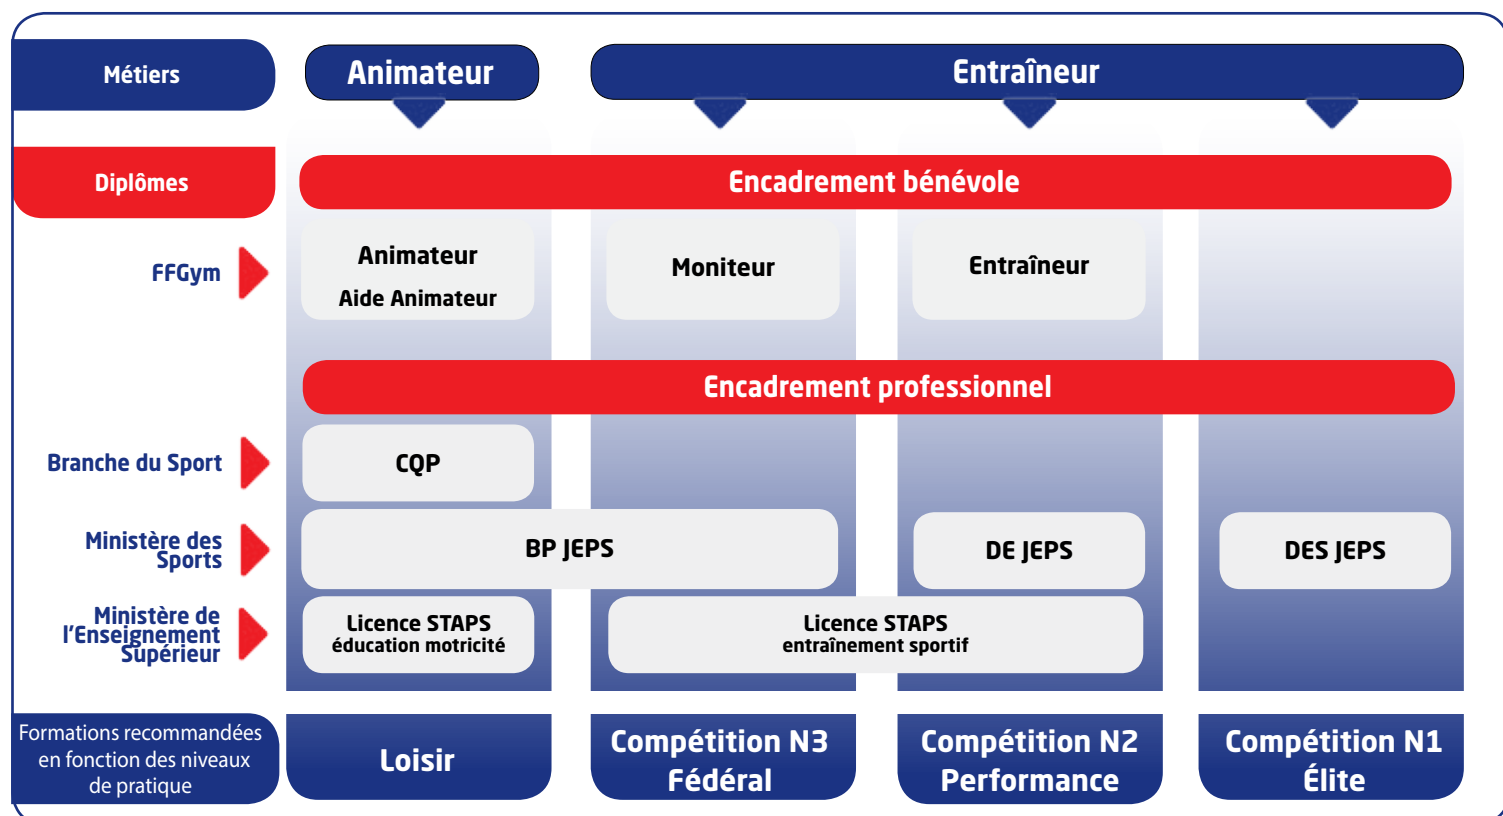 Métiers
Animateur
Entraîneur
Diplômes
Encadrement bénévole
FFGym
Animateur
Aide Animateur
Moniteur
Entraîneur
Encadrement professionnel
Branche du Sport
CQP
Ministère des
Sports
BP JEPS
DE JEPS
DES JEPS
Ministère de
l'Enseignement
Supérieur
Licence STAPS
éducation motricité
Licence STAPS
entraînement sportif
Formations recommandées
en fonction des niveaux
de pratique
Loisir
Compétition N3
Fédéral
Compétition N2
Performance
Compétition N1
Élite